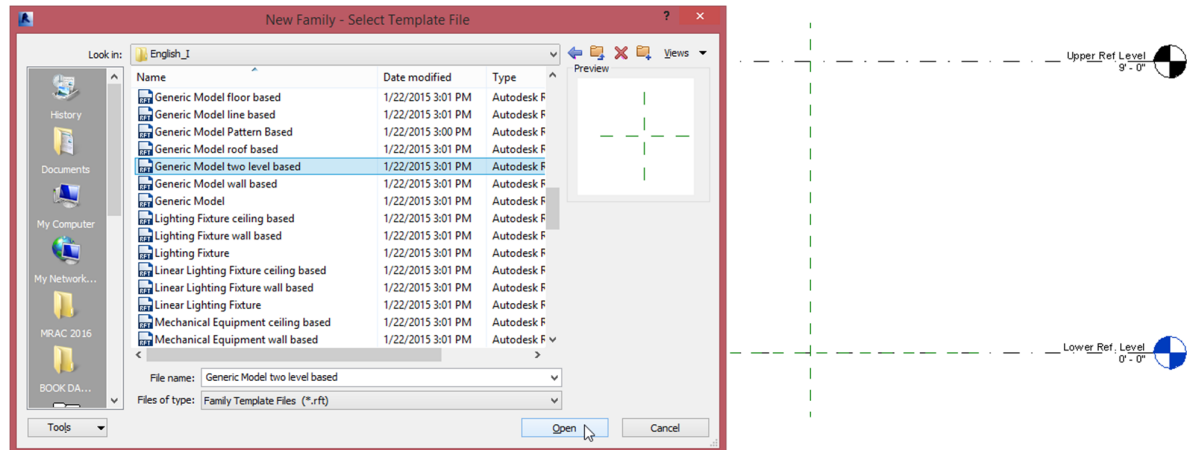 New Family - Select Template File
?
Look in:
English_I
Views
Name
Date modified
Type
Preview
Generic Model floor based 1/22/2015 3:01 PM Autodesk R
Generic Model line based 1/22/2015 3:01 PM Autodesk R
Generic Model Pattern Based 1/22/2015 3:00 PM Autodesk R
Generic Model roof based 1/22/2015 3:01 PM Autodesk R
Generic Model two level based 1/22/2015 3:01 PM Autodesk R
Generic Model wall based 1/22/2015 3:01 PM Autodesk R
Generic Model 1/22/2015 3:01 PM Autodesk R
Lighting Fixture ceiling based 1/22/2015 3:01 PM Autodesk R
Lighting Fixture wall based 1/22/2015 3:01 PM Autodesk R
Lighting Fixture 1/22/2015 3:01 PM Autodesk R
Linear Lighting Fixture ceiling based 1/22/2015 3:01 PM Autodesk R
Linear Lighting Fixture wall based 1/22/2015 3:01 PM Autodesk R
Linear Lighting Fixture 1/22/2015 3:01 PM Autodesk R
Mechanical Equipment ceiling based 1/22/2015 3:01 PM Autodesk R
Mechanical Equipment wall based 1/22/2015 3:01 PM Autodesk R
History
Documents
My Computer
My Network...
MRAC 2016
BOOK DA...
File name: Generic Model two level based
Files of type: Family Template Files (*.rft)
Tools
Open
Cancel
Upper Ref Level
9' - 0"
Lower Ref. Level
0' - 0"